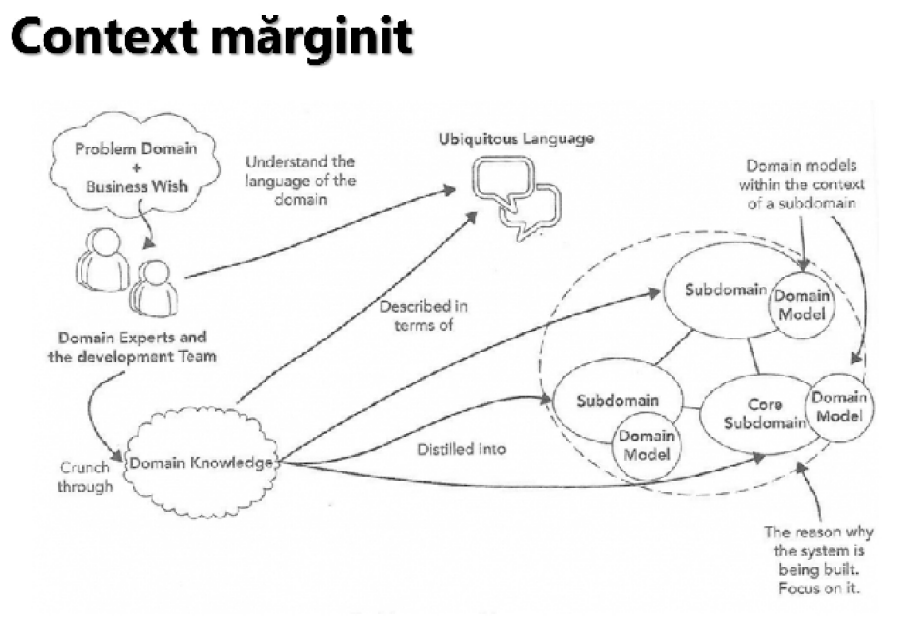 Context mărginit
Problem Domain
+
Business Wish
Understand the
language of the
domain
Ubiquitous Language
Domain models
within the context
of a subdomain
Domain Experts and
the development Team
Described in
terms of
Subdomain
Domain
Model
Subdomain
Domain
Model
Core
Subdomain
Domain
Model
Crunch
through
Domain Knowledge
Distilled into
The reason why
the system is
being built.
Focus on it.